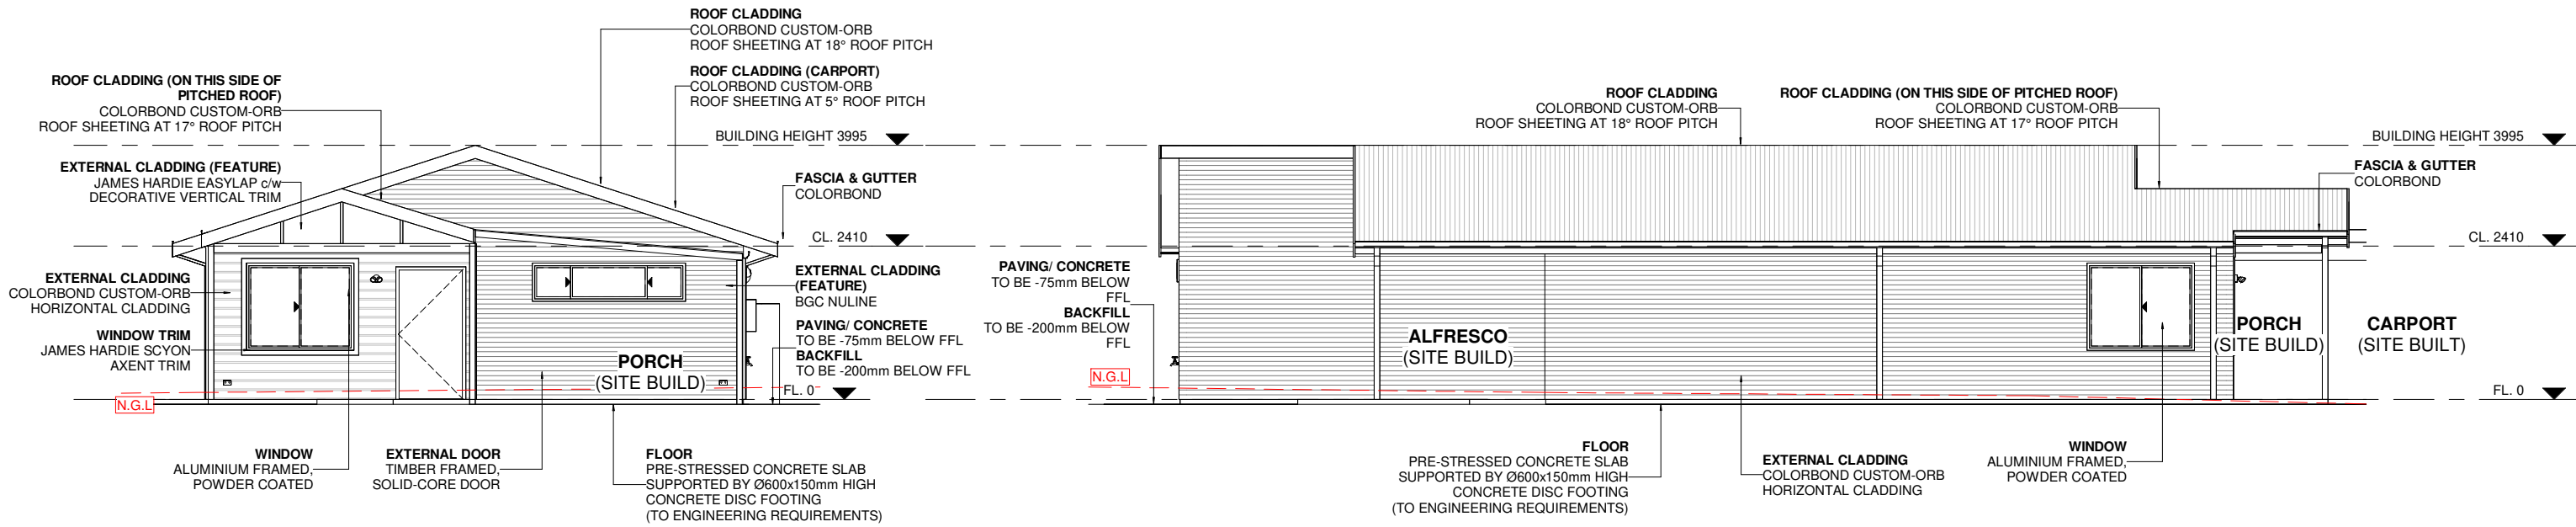 ROOF CLADDING
COLORBOND CUSTOM-ORB
ROOF SHEETING AT 18° ROOF PITCH
ROOF CLADDING (ON THIS SIDE OF
PITCHED ROOF)
COLORBOND CUSTOM-ORB
ROOF SHEETING AT 17° ROOF PITCH
ROOF CLADDING (CARPORT)
COLORBOND CUSTOM-ORB
ROOF SHEETING AT 5° ROOF PITCH
BUILDING HEIGHT 3995
EXTERNAL CLADDING (FEATURE)
JAMES HARDIE EASYLAP c/w
DECORATIVE VERTICAL TRIM
FASCIA & GUTTER
COLORBOND
CL. 2410
EXTERNAL CLADDING
COLORBOND CUSTOM-ORB
HORIZONTAL CLADDING
EXTERNAL CLADDING
(FEATURE)
BGC NULINE
WINDOW TRIM
JAMES HARDIE SCYON
AXENT TRIM
PAVING/ CONCRETE
TO BE -75mm BELOW FFL
BACKFILL
TO BE -200mm BELOW FFL
PORCH
(SITE BUILD)
FL. 0
N.G.L
WINDOW
ALUMINIUM FRAMED,
POWDER COATED
EXTERNAL DOOR
TIMBER FRAMED,
SOLID-CORE DOOR
FLOOR
PRE-STRESSED CONCRETE SLAB
SUPPORTED BY Ø600x150mm HIGH
CONCRETE DISC FOOTING
(TO ENGINEERING REQUIREMENTS)
ROOF CLADDING
COLORBOND CUSTOM-ORB
ROOF SHEETING AT 18° ROOF PITCH
ROOF CLADDING (ON THIS SIDE OF PITCHED ROOF)
COLORBOND CUSTOM-ORB
ROOF SHEETING AT 17° ROOF PITCH
BUILDING HEIGHT 3995
FASCIA & GUTTER
COLORBOND
CL. 2410
PAVING/ CONCRETE
TO BE -75mm BELOW
FFL
BACKFILL
TO BE -200mm BELOW
FFL
ALFRESCO
(SITE BUILD)
PORCH
(SITE BUILD)
CARPORT
(SITE BUILT)
N.G.L
FL. 0
FLOOR
PRE-STRESSED CONCRETE SLAB
SUPPORTED BY Ø600x150mm HIGH
CONCRETE DISC FOOTING
(TO ENGINEERING REQUIREMENTS)
EXTERNAL CLADDING
COLORBOND CUSTOM-ORB
HORIZONTAL CLADDING
WINDOW
ALUMINIUM FRAMED,
POWDER COATED